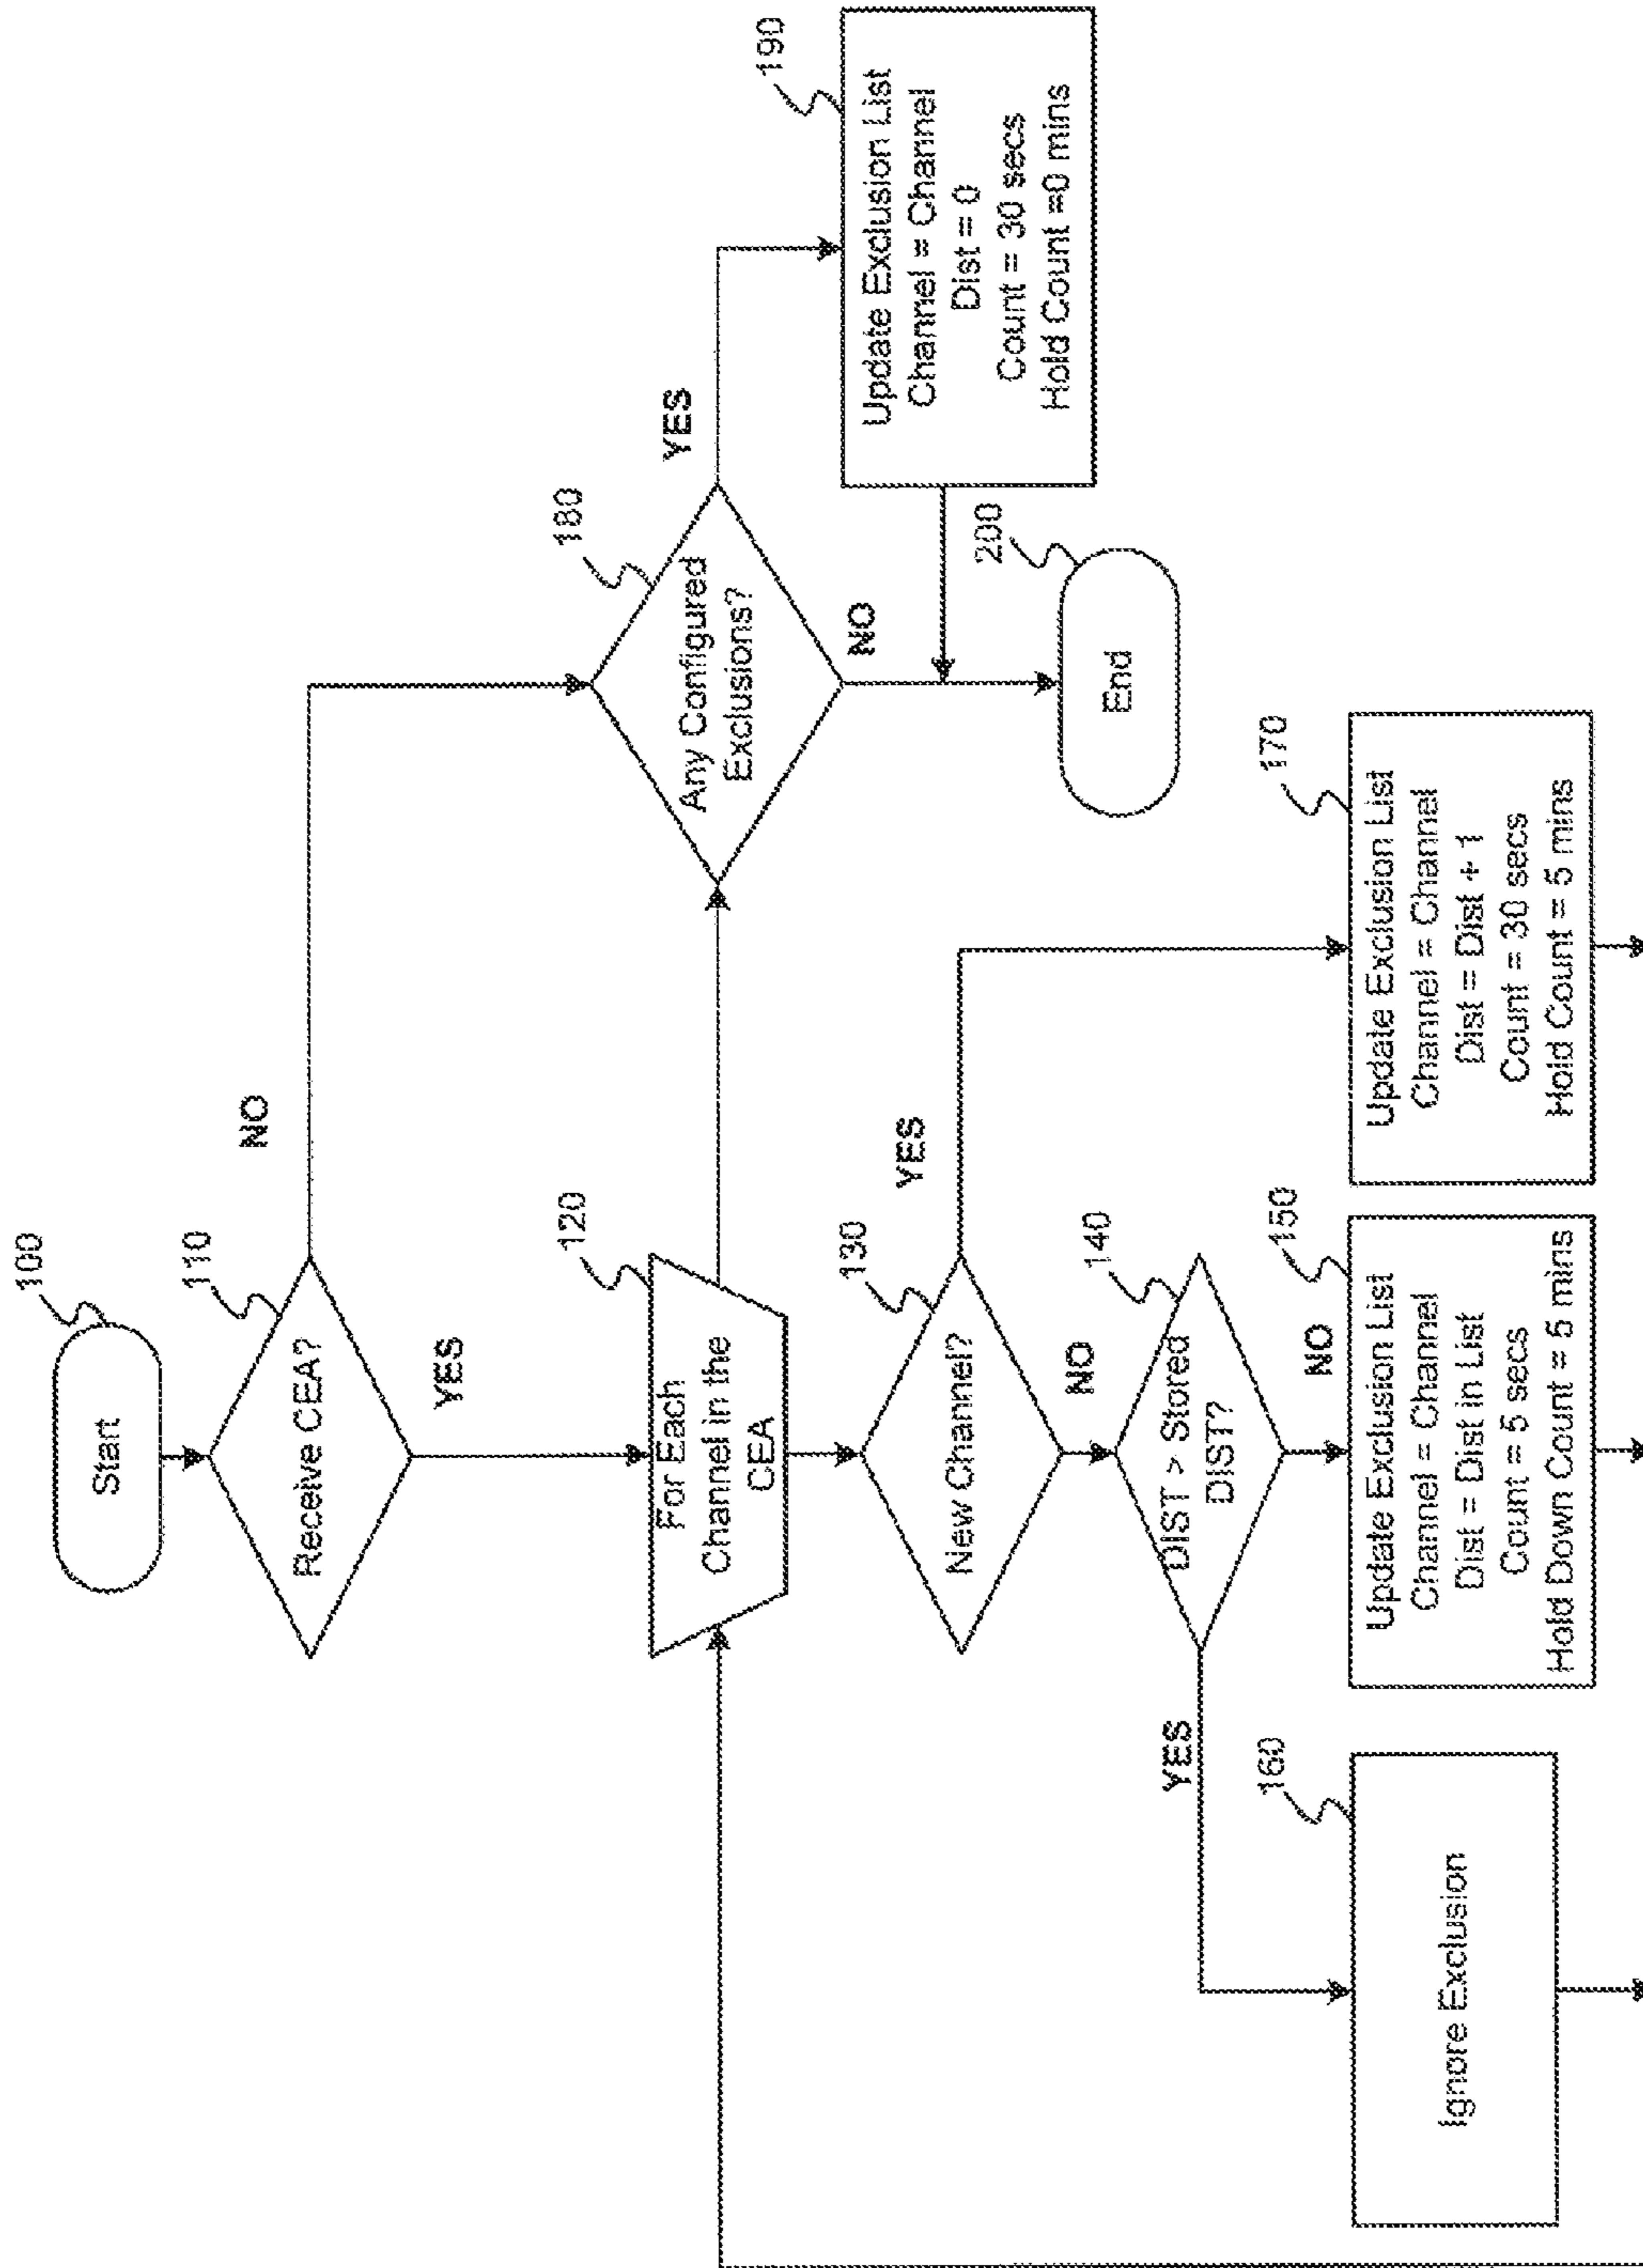 Start
100
Receive CEA?
110
NO
YES
For Each
Channel in the
CEA
120
Any Configured
Exclusions?
180
YES
NO
Update Exclusion List
Channel = Channel
Dist = 0
Count = 30 secs
Hold Count =0 mins
190
End
200
New Channel?
130
YES
NO
DIST > Stored
DIST?
140
YES
NO
Ignore Exclusion
160
Update Exclusion List
Channel = Channel
Dist = Dist in List
Count = 5 secs
Hold Down Count = 5 mins
150
Update Exclusion List
Channel = Channel
Dist = Dist + 1
Count = 30 secs
Hold Count = 5 mins
170